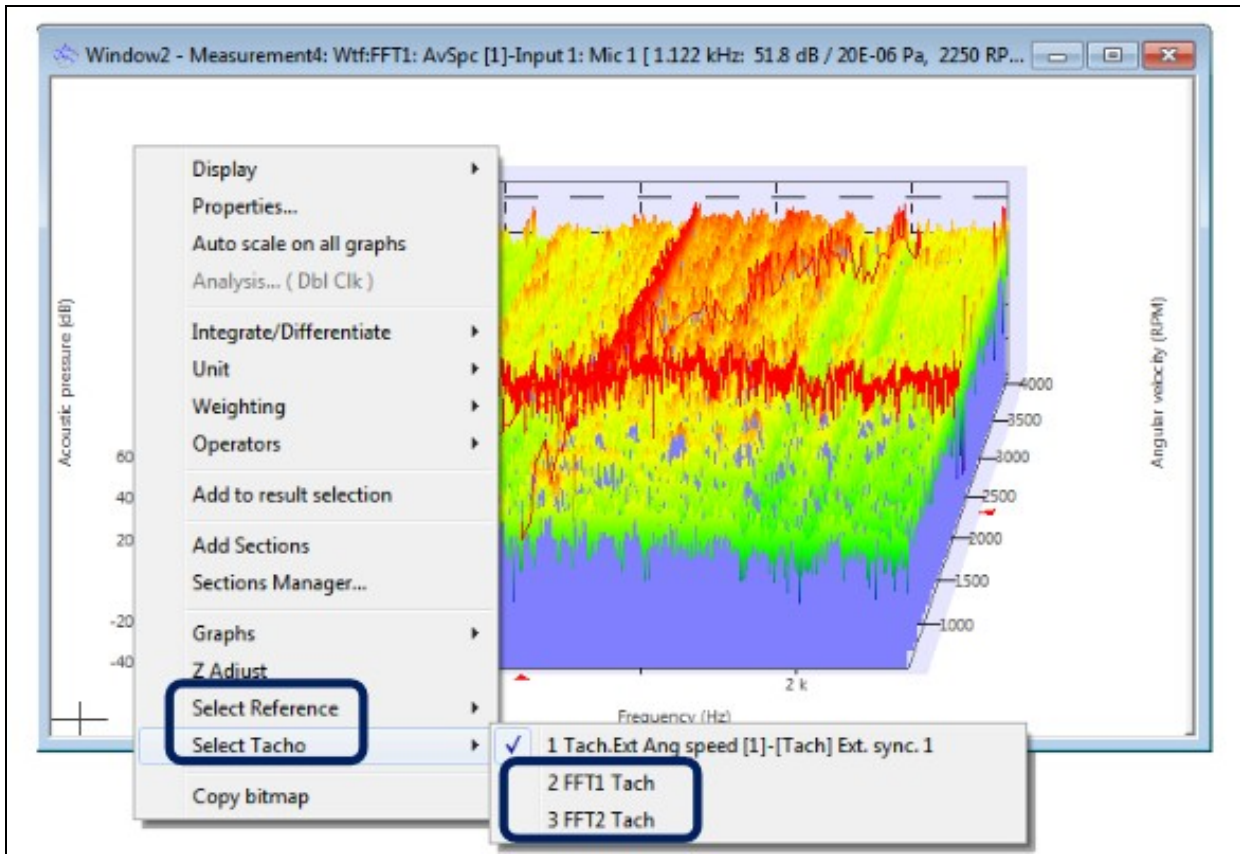 Window2 - Measurement4: Wtf:FFT1: AvSpc [1]-Input 1: Mic 1 [ 1.122 kHz: 51.8 dB / 20E-06 Pa, 2250 RP...
Display
Properties...
Auto scale on all graphs
Analysis... ( Dbl Clk )
Integrate/Differentiate
Unit
Weighting
Operators
Add to result selection
Add Sections
Sections Manager...
Graphs
Z Adjust
Select Reference
Select Tacho
Copy bitmap
1 Tach.Ext Ang speed [1]-[Tach] Ext. sync. 1
2 FFT1 Tach
3 FFT2 Tach
Acoustic pressure (dB)
60
40
20
-20
-40
2 k
Frequency (Hz)
4000
3500
3000
2500
2000
1500
1000
Angular velocity (RPM)